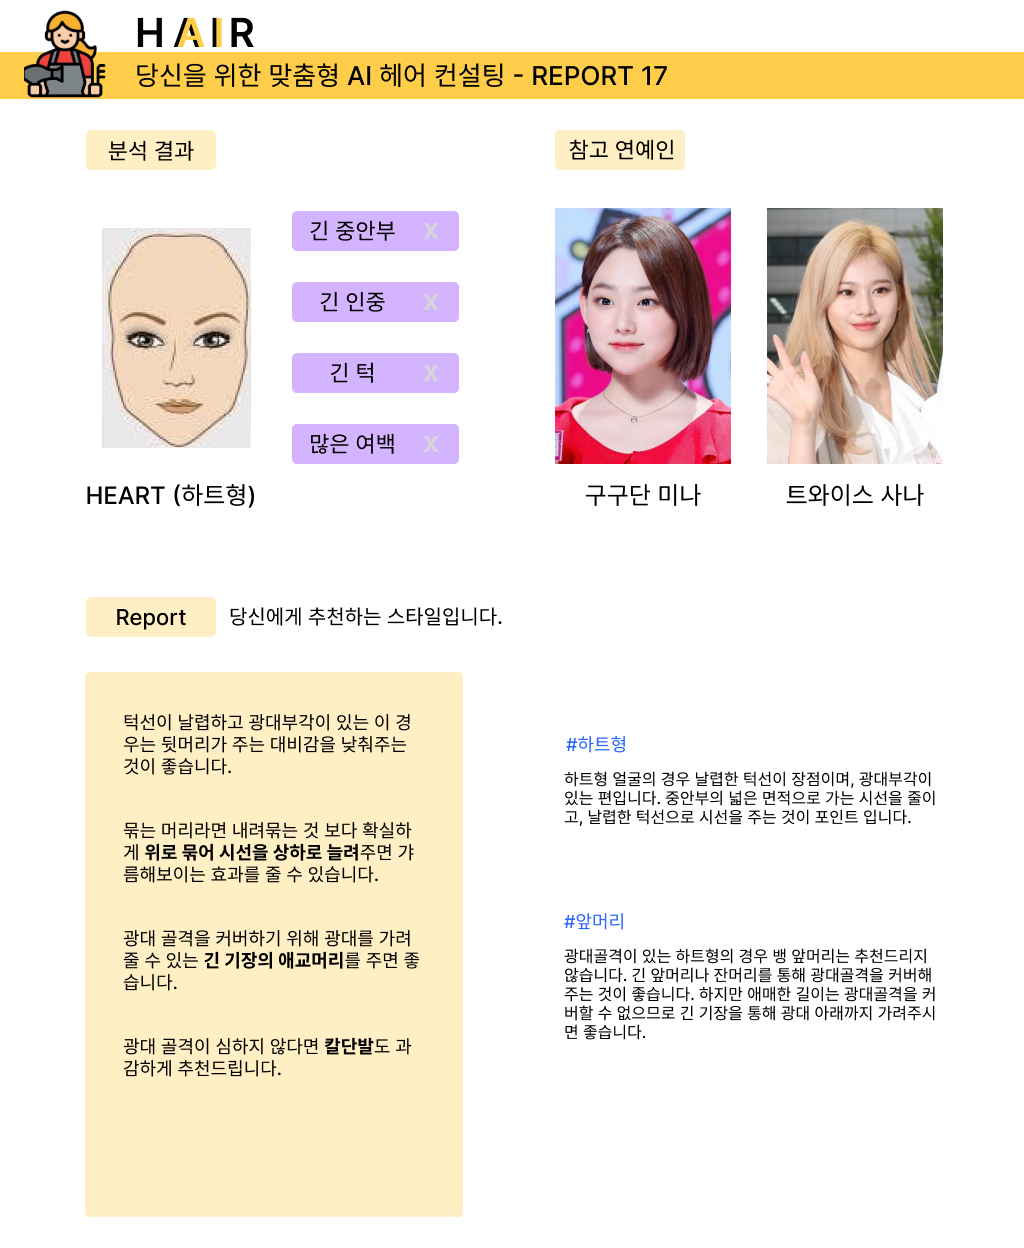 HAIR
당신을 위한 맞춤형 AI 헤어 컨설팅 - REPORT 17
분석 결과
긴 중안부 X
긴 인중 X
긴 턱 X
많은 여백 X
HEART (하트형)
참고 연예인
구구단 미나
트와이스 사나
Report 당신에게 추천하는 스타일입니다.
턱선이 날렵하고 광대부각이 있는 이 경
우는 뒷머리가 주는 대비감을 낮춰주는
것이 좋습니다.
묶는 머리라면 내려묶는 것 보다 확실하
게 위로 묶어 시선을 상하로 늘려주면 갸
름해보이는 효과를 줄 수 있습니다.
광대 골격을 커버하기 위해 광대를 가려
줄 수 있는 긴 기장의 애교머리를 주면 좋
습니다.
광대 골격이 심하지 않다면 칼단발도 과
감하게 추천드립니다.
#하트형
하트형 얼굴의 경우 날렵한 턱선이 장점이며, 광대부각이
있는 편입니다. 중안부의 넓은 면적으로 가는 시선을 줄이
고, 날렵한 턱선으로 시선을 주는 것이 포인트 입니다.
#앞머리
광대골격이 있는 하트형의 경우 뱅 앞머리는 추천드리지
않습니다. 긴 앞머리나 잔머리를 통해 광대골격을 커버해
주는 것이 좋습니다. 하지만 애매한 길이는 광대골격을 커
버할 수 없으므로 긴 기장을 통해 광대 아래까지 가려주시
면 좋습니다.